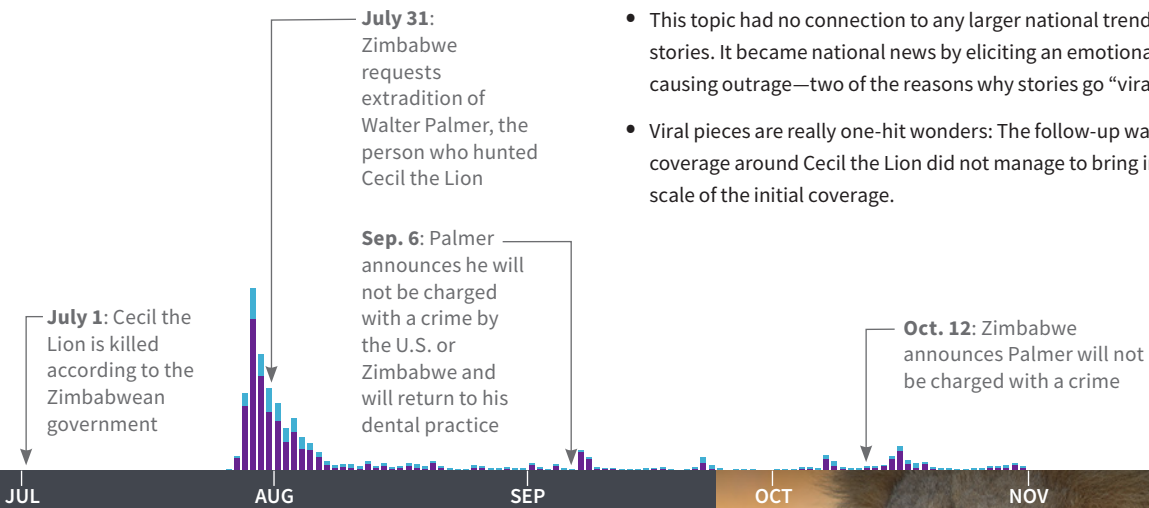 July 31:
Zimbabwe
requests
extradition of
Walter Palmer, the
person who hunted
Cecil the Lion
• This topic had no connection to any larger national trend
stories. It became national news by eliciting an
causing outrage—two of the reasons why stories go
• Viral pieces are really one-hit wonders: The follow-up
coverage around Cecil the Lion did not manage to bring
scale of the initial coverage.
Sep. 6: Palmer
announces he will
not be charged
with a crime by
the U.S. or
Zimbabwe and
will return to his
dental practice
July 1: Cecil the
Lion is killed
according to the
Zimbabwean
government
Oct. 12: Zimbabwe
announces Palmer will not
be charged with a crime
JUL AUG SEP OCT NOV